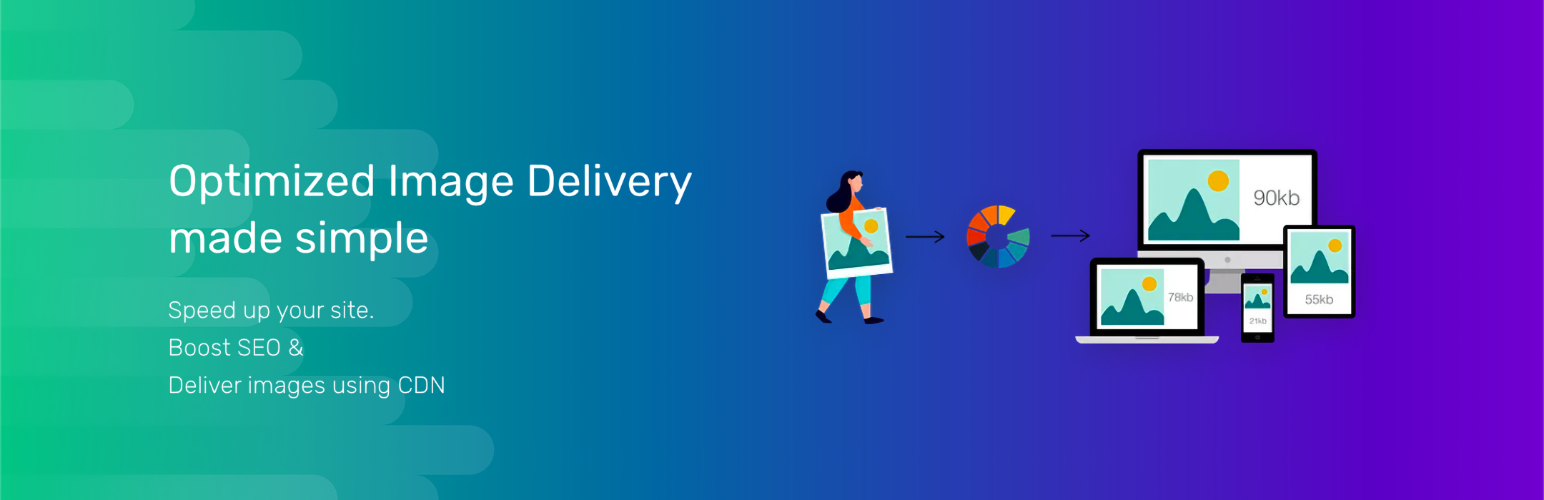 Optimized Image Delivery
made simple
Speed up your site.
Boost SEO &
Deliver images using CDN
90kb
78kb
21kb
55kb